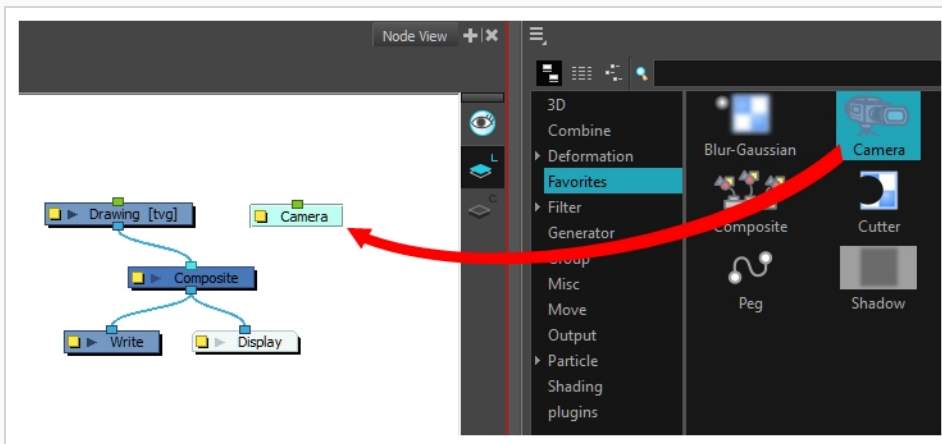 Node View
3D
Combine
Deformation
Favorites
Filter
Generator
Group
Misc
Move
Output
Particle
Shading
plugins
Blur-Gaussian
Camera
Composite
Cutter
Peg
Shadow
L
C
Drawing [tvg]
Camera
Composite
Write
Display